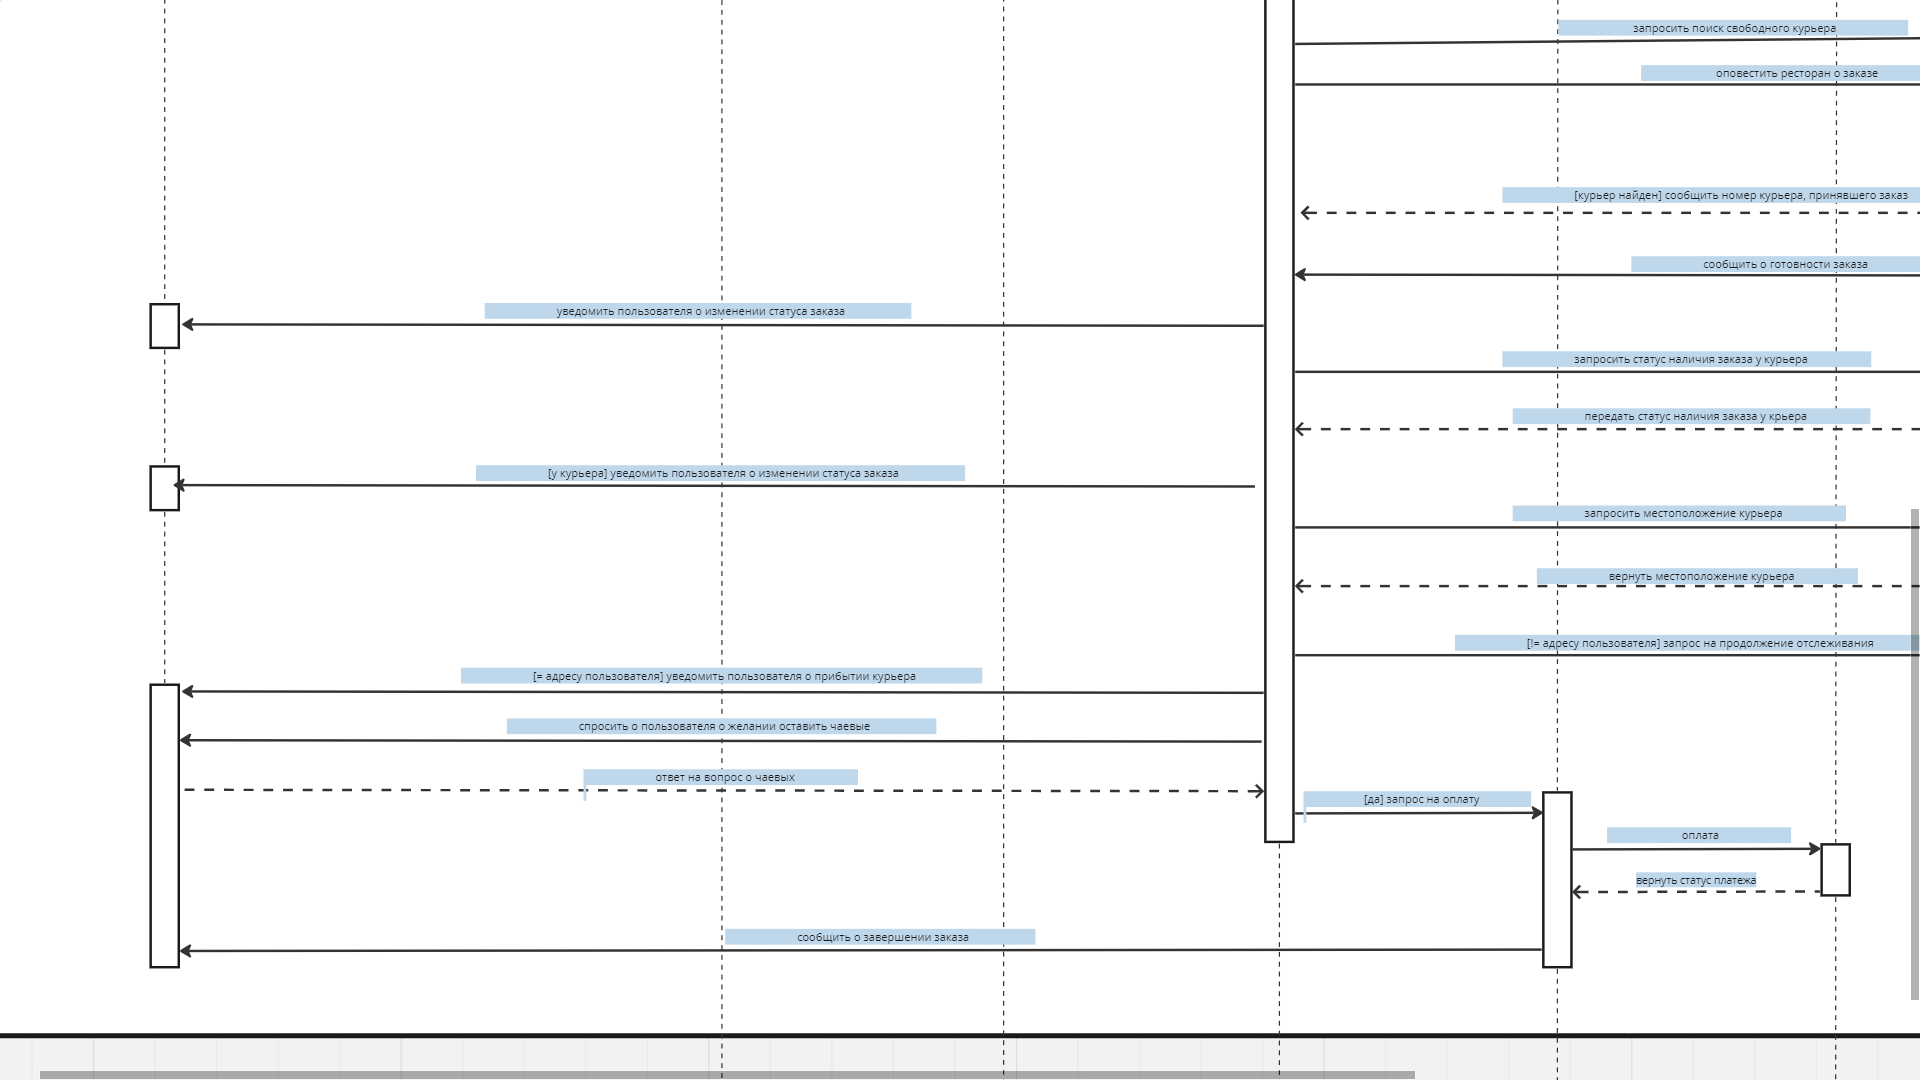 запросить поиск свободного курьера
оповестить ресторан о заказе
[курьер найден] сообщить номер курьера, принявшего заказ
сообщить о готовности заказа
уведомить пользователя о изменении статуса заказа
запросить статус наличия заказа у курьера
передать статус наличия заказа у крьера
[у курьера] уведомить пользователя о изменении статуса заказа
запросить местоположение курьера
вернуть местоположение курьера
[!= адресу пользователя] запрос на продолжение отслеживания
[= адресу пользователя] уведомить пользователя о прибытии курьера
спросить о пользователя о желании оставить чаевые
ответ на вопрос о чаевых
[да] запрос на оплату
оплата
вернуть статус платежа
сообщить о завершении заказа